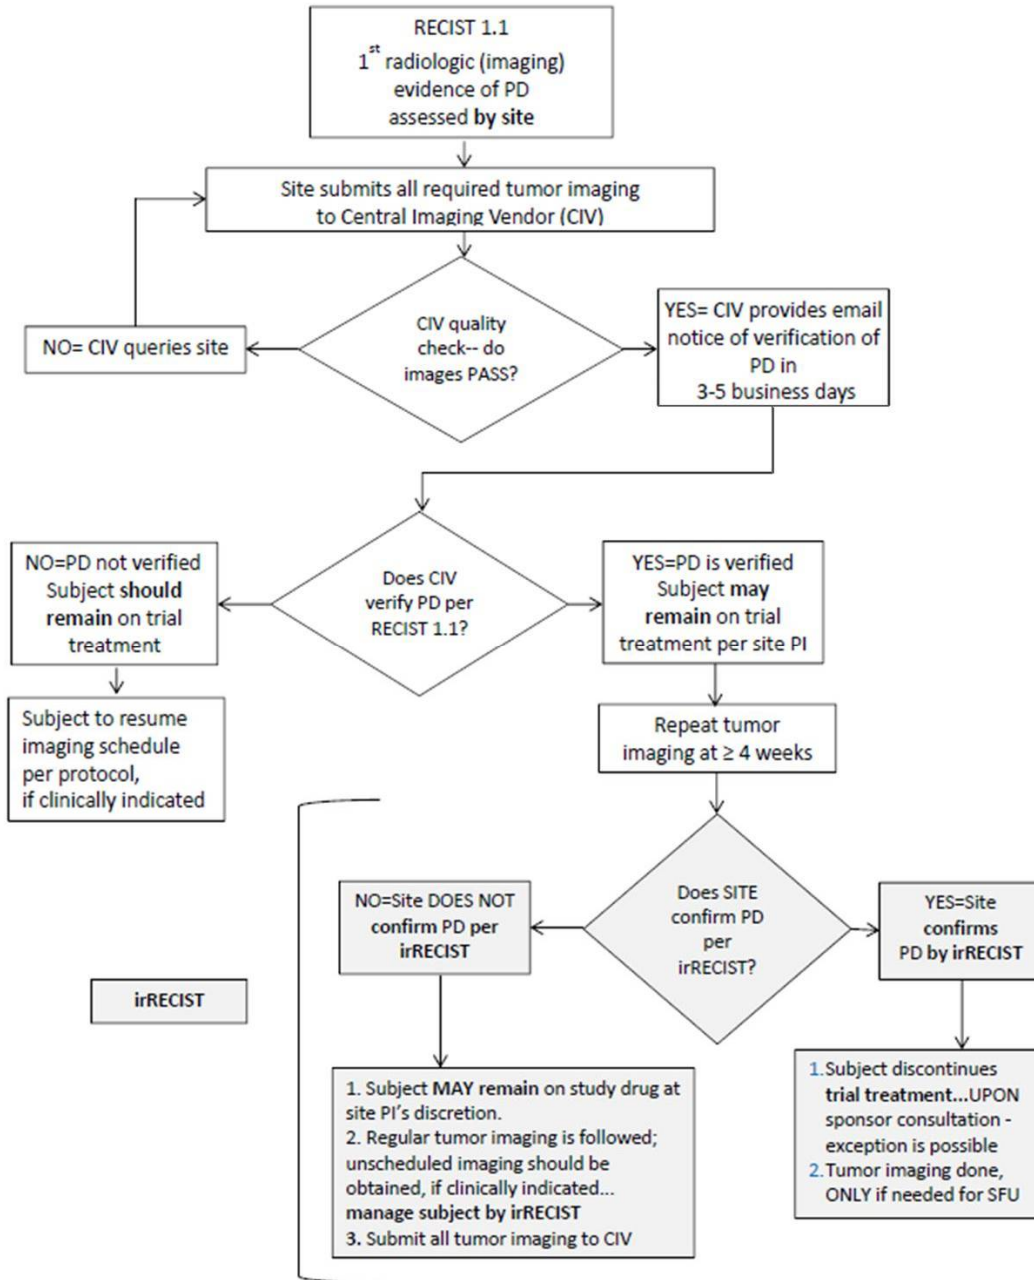 RECIST 1.1
1st radiologic (imaging)
evidence of PD
assessed by site
Site submits all required tumor imaging
to Central Imaging Vendor (CIV)
CIV quality
check-- do
images PASS?
NO= CIV queries site
YES= CIV provides email
notice of verification of
PD in
3-5 business days
Does CIV
verify PD per
RECIST 1.1?
NO=PD not verified
Subject should
remain on trial
treatment
YES=PD is verified
Subject may
remain on trial
treatment per site PI
Subject to resume
imaging schedule
per protocol,
if clinically indicated
Repeat tumor
imaging at ≥ 4 weeks
Does SITE
confirm PD
per
irRECIST?
NO=Site DOES NOT
confirm PD per
irRECIST
YES=Site
confirms
PD by irRECIST
irRECIST
1. Subject MAY remain on study drug at
site PI's discretion.
2. Regular tumor imaging is followed;
unscheduled imaging should be
obtained, if clinically indicated...
manage subject by irRECIST
3. Submit all tumor imaging to CIV
1. Subject discontinues
trial treatment...UPON
sponsor consultation -
exception is possible
2. Tumor imaging done,
ONLY if needed for SFU